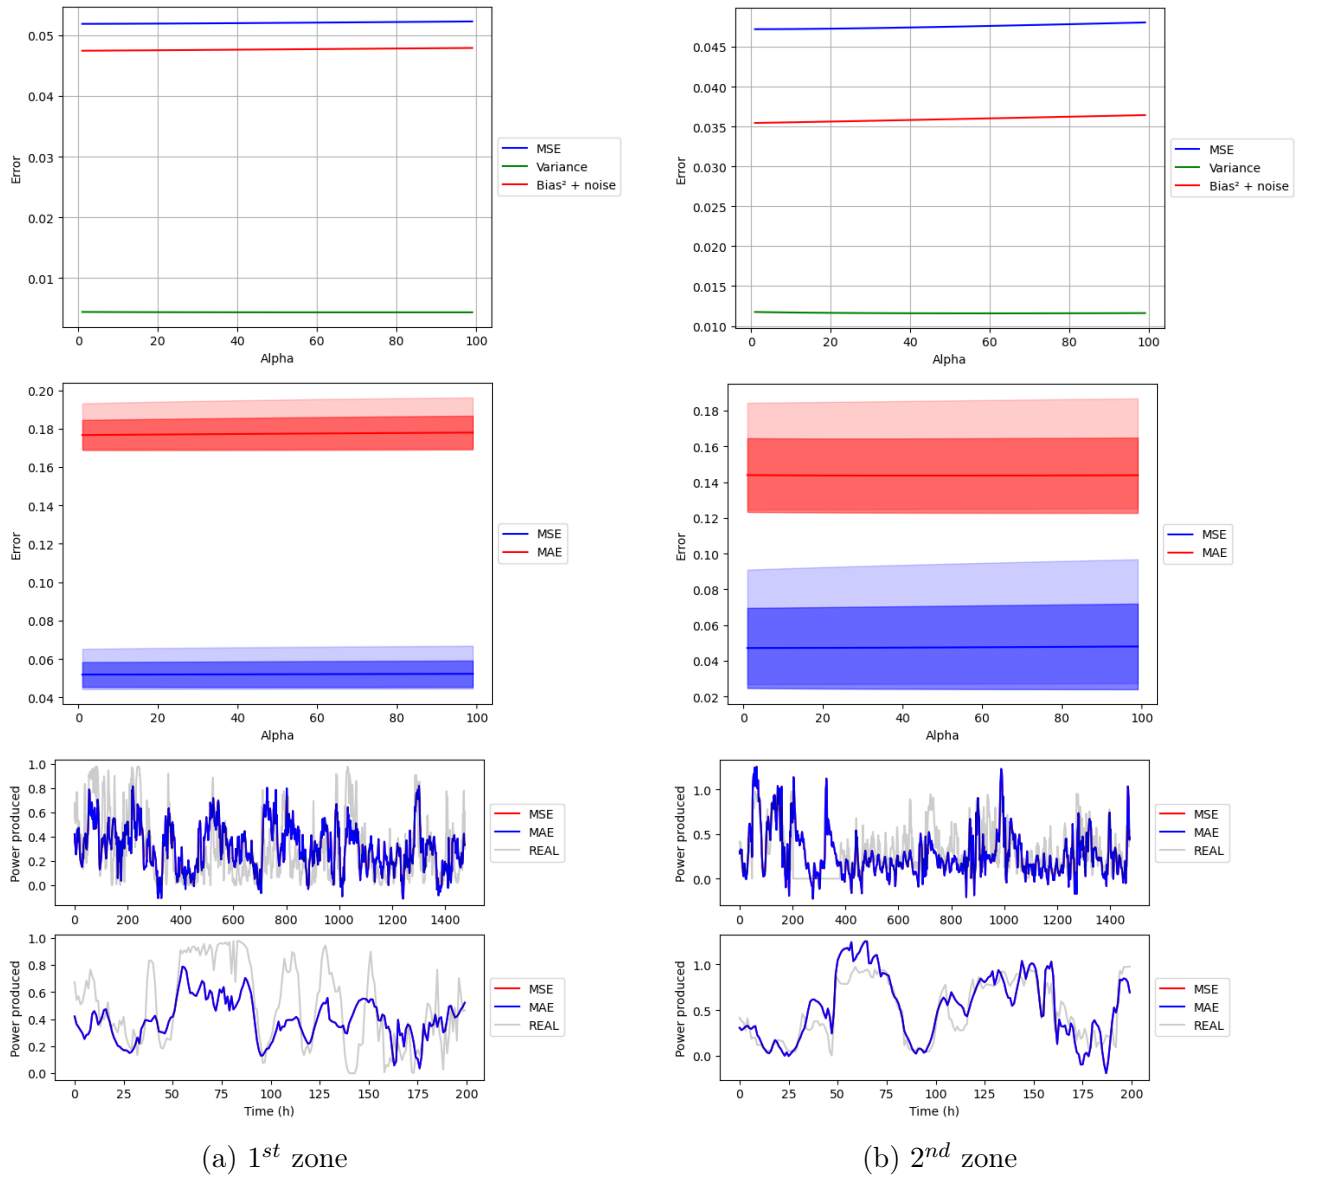 0.05
0.04
0.03
0.02
0.01
Error
0 20 40 60 80 100
Alpha
MSE
Variance
Bias² + noise
0.045
0.040
0.035
0.030
0.025
0.020
0.015
0.010
Error
0 20 40 60 80 100
Alpha
MSE
Variance
Bias² + noise
0.20
0.18
0.16
0.14
0.12
0.10
0.08
0.06
0.04
Error
0 20 40 60 80 100
Alpha
MSE
MAE
0.18
0.16
0.14
0.12
0.10
0.08
0.06
0.04
0.02
Error
0 20 40 60 80 100
Alpha
MSE
MAE
1.0
0.8
0.6
0.4
0.2
0.0
Power produced
0 200 400 600 800 1000 1200 1400
MSE
MAE
REAL
1.0
0.5
0.0
Power produced
0 200 400 600 800 1000 1200 1400
MSE
MAE
REAL
1.0
0.8
0.6
0.4
0.2
0.0
Power produced
0 25 50 75 100 125 150 175 200
Time (h)
MSE
MAE
REAL
1.0
0.5
0.0
Power produced
0 25 50 75 100 125 150 175 200
Time (h)
MSE
MAE
REAL
(a) 1st zone
(b) 2nd zone